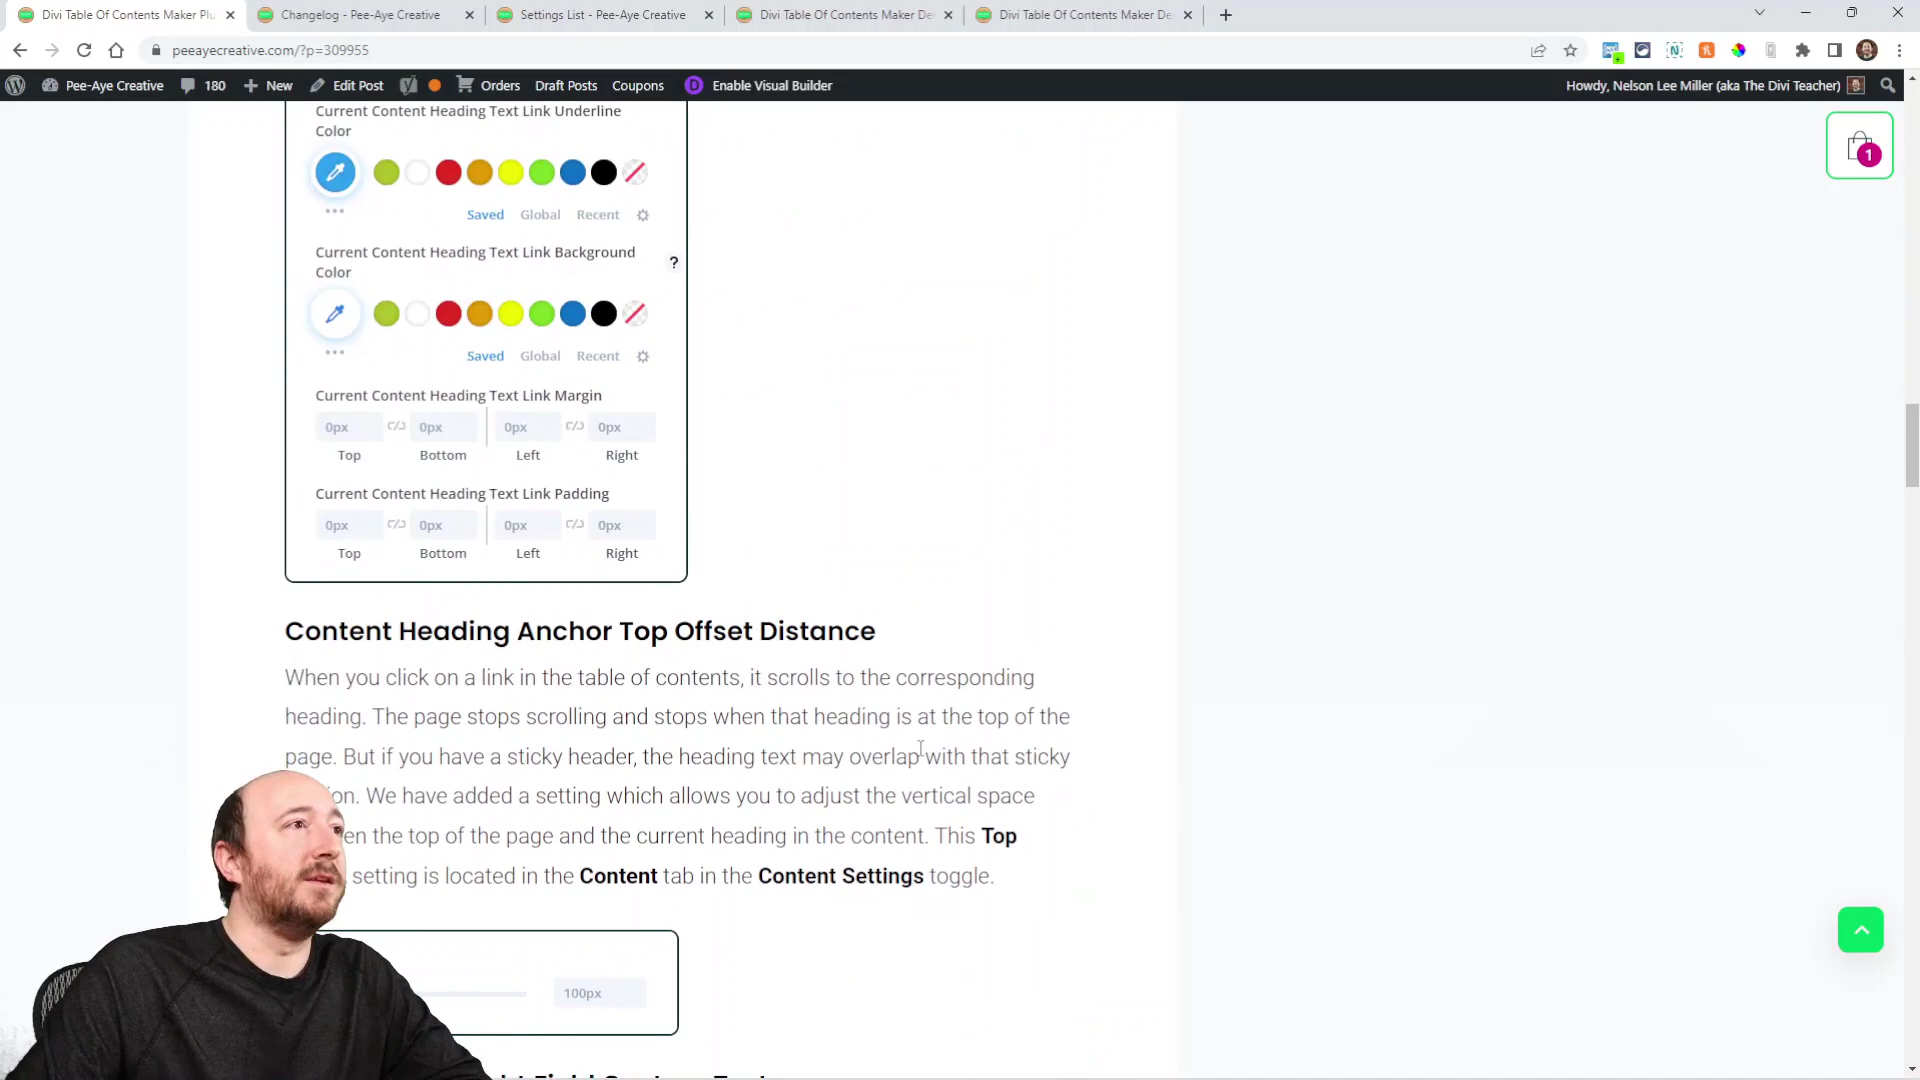 Divi Table Of Contents Maker Plu
Changelog - Pee-Aye Creative
Settings List - Pee-Aye Creative
Divi Table Of Contents Maker De
Divi Table Of Contents Maker De
peeayecreative.com/?p=309955
Pee-Aye Creative 180 New Edit Post Orders Draft Posts Coupons Enable Visual Builder Howdy, Nelson Lee Miller (aka The Divi Teacher)
1
Current Content Heading Text Link Underline
Color
Saved Global Recent
Current Content Heading Text Link Background
Color
?
Saved Global Recent
Current Content Heading Text Link Margin
0px 0px 0px 0px
Top Bottom Left Right
Current Content Heading Text Link Padding
0px 0px 0px 0px
Top Bottom Left Right
Content Heading Anchor Top Offset Distance
When you click on a link in the table of contents, it scrolls to the corresponding
heading. The page stops scrolling and stops when that heading is at the top of the
page. But if you have a sticky header, the heading text may overlap with that sticky
We have added a setting which allows you to adjust the vertical space
the top of the page and the current heading in the content. This Top
setting is located in the Content tab in the Content Settings toggle.
100px